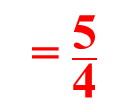 = 5/4